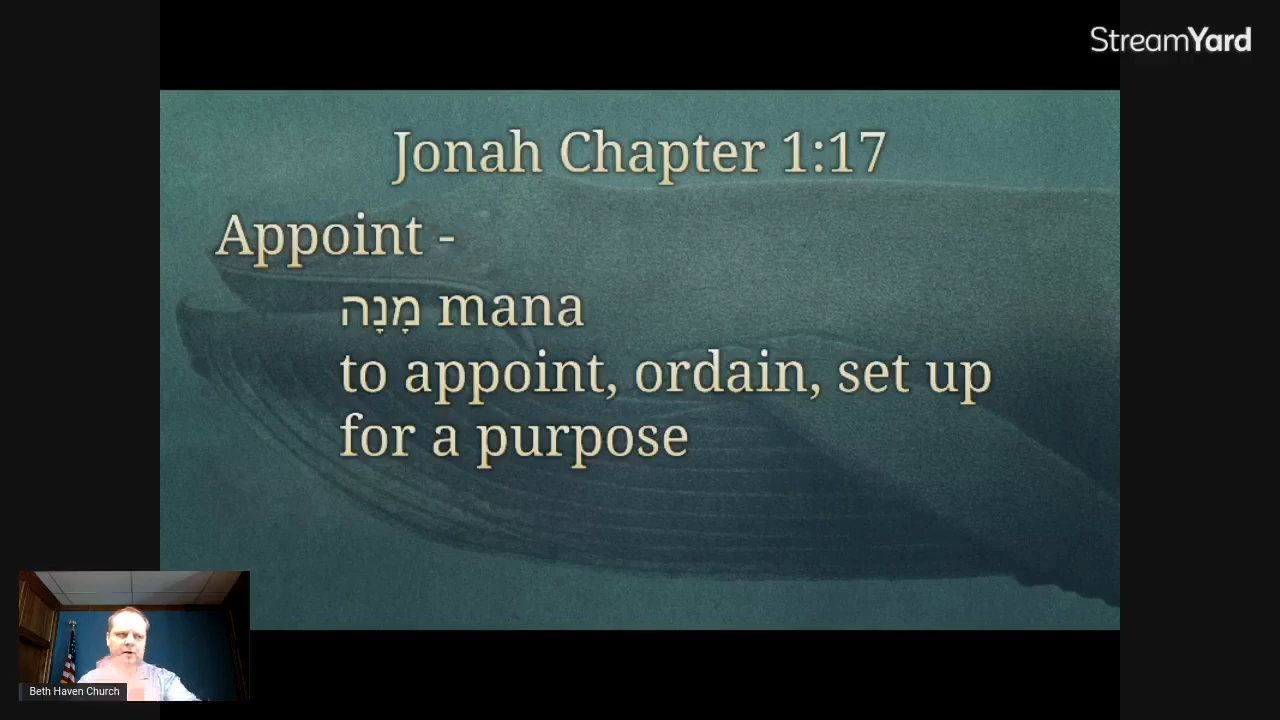 StreamYard
Jonah Chapter 1:17
Appoint -
מָנָה mana
to appoint, ordain, set up
for a purpose
Beth Haven Church